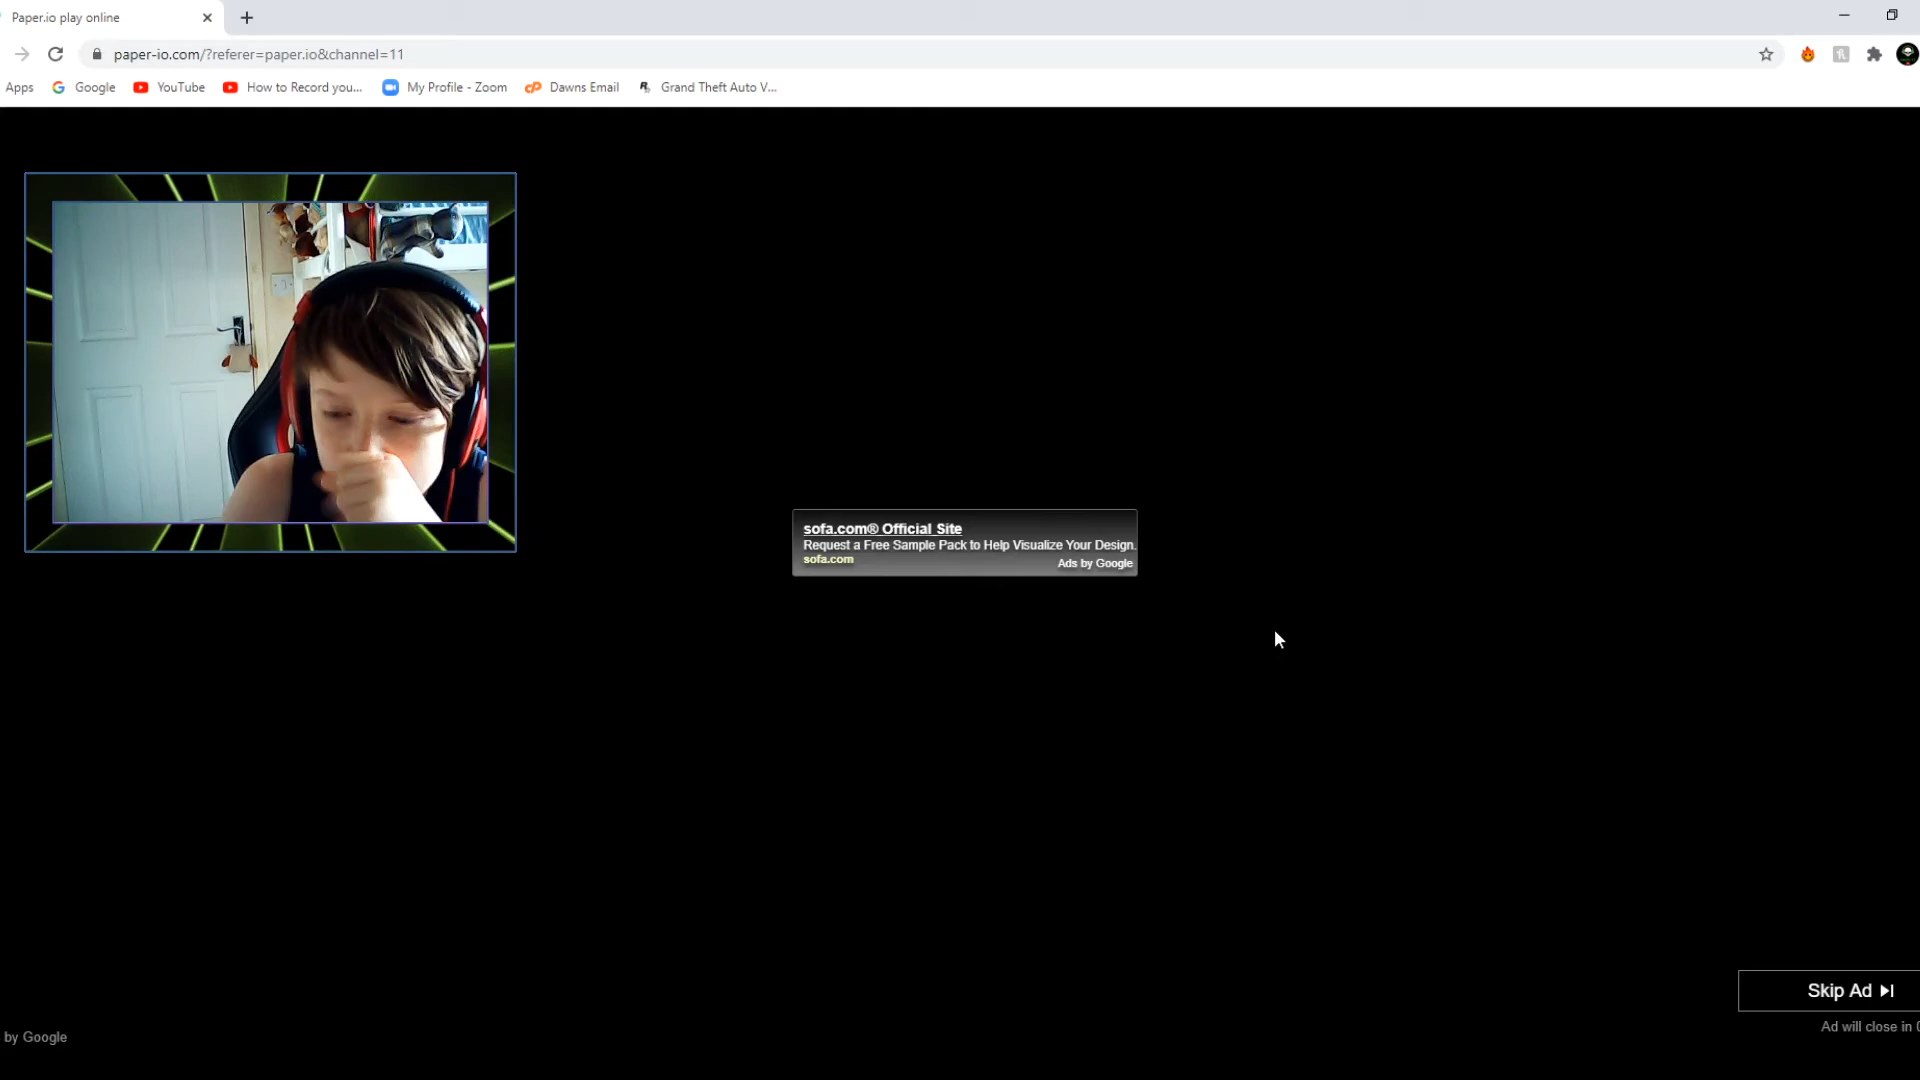 Paper.io play online
paper-io.com/?referer=paper.io&channel=11
Apps Google YouTube How to Record you... My Profile - Zoom Dawns Email Grand Theft Auto V...
sofa.com® Official Site
Request a Free Sample Pack to Help Visualize Your Design.
sofa.com
Ads by Google
Skip Ad
Ad will close in
by Google